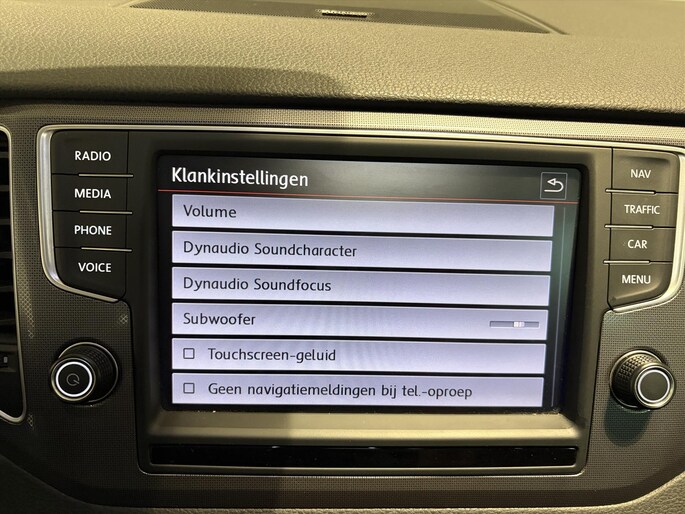 RADIO
MEDIA
PHONE
VOICE
Klankinstellingen
Volume
Dynaudio Soundcharacter
Dynaudio Soundfocus
Subwoofer
Touchscreen-geluid
Geen navigatiemeldingen bij tel.-oproep
NAV
TRAFFIC
CAR
MENU